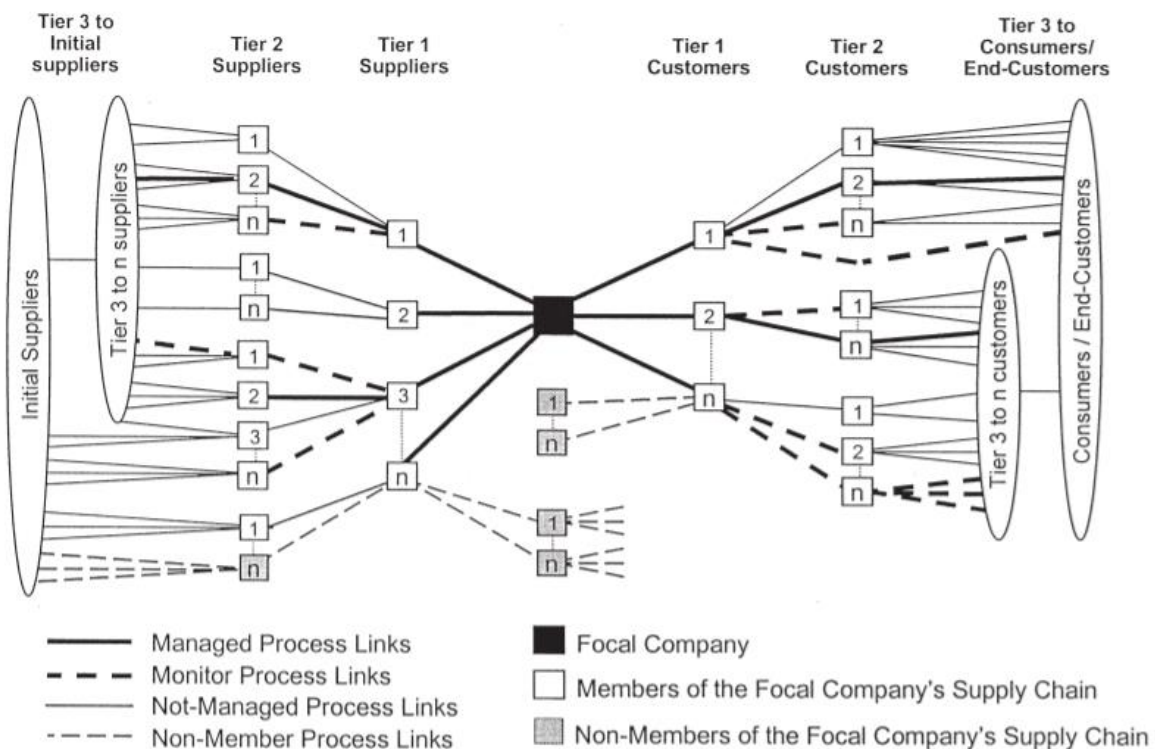 Tier 3 to
Initial
suppliers
Tier 2
Suppliers
Tier 1
Suppliers
Tier 1
Customers
Tier 2
Customers
Tier 3 to
Consumers/
End-Customers
Initial Suppliers
Tier 3 to n suppliers
1
2
n
1
n
1
2
3
n
1
n
1
2
3
n
1
n
1
n
1
2
n
1
2
n
1
n
1
2
n
Tier 3 to n customers
Consumers / End-Customers
Managed Process Links
Monitor Process Links
Not-Managed Process Links
Non-Member Process Links
Focal Company
Members of the Focal Company's Supply Chain
Non-Members of the Focal Company's Supply Chain